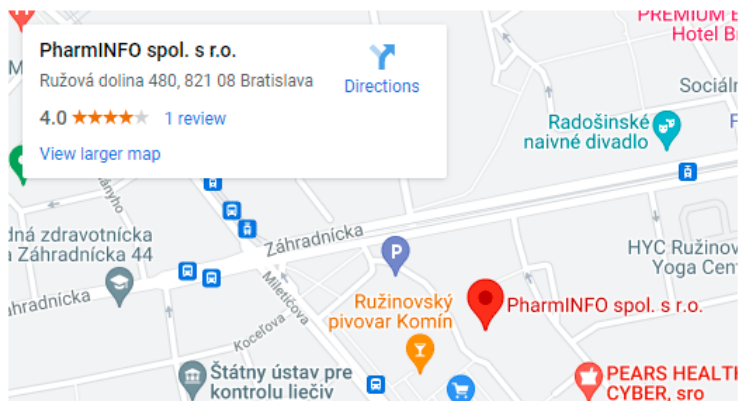 PharmINFO spol. s r.o.
Ružová dolina 480, 821 08 Bratislava
4.0
1 review
View larger map
Directions
PREMIUM
Hotel
Sociál
Radošinské
naivné divadlo
Záhradnícka
dná zdravotnícka
Záhradnícka 44
Miletičova
Koceľova
P
Ružinovský
pivovar Komín
PharmINFO spol. s r.o.
HYC Ružinov
Yoga Cen
Štátny ústav pre
kontrolu liečiv
PEARS HEALTH
CYBER, sro